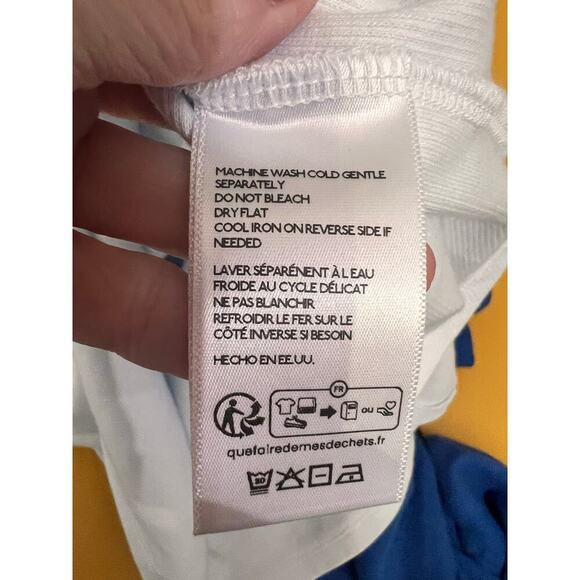 MACHINE WASH COLD GENTLE
SEPARATELY
DO NOT BLEACH
DRY FLAT
COOL IRON ON REVERSE SIDE IF
NEEDED
LAVER SÉPARÉNENT À L EAU
FROIDE AU CYCLE DÉLICAT
NE PAS BLANCHIR
REFROIDIR LE FER SUR LE
CÔTÉ INVERSE SI BESOIN
HECHO EN EE.UU.
FR
ou
quefairedemesdechets.fr
30